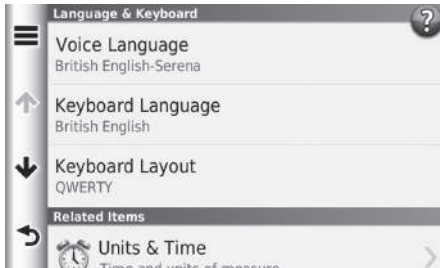 Language & Keyboard
Voice Language
British English-Serena
Keyboard Language
British English
Keyboard Layout
QWERTY
Related Items
Units & Time
Time and units of measure